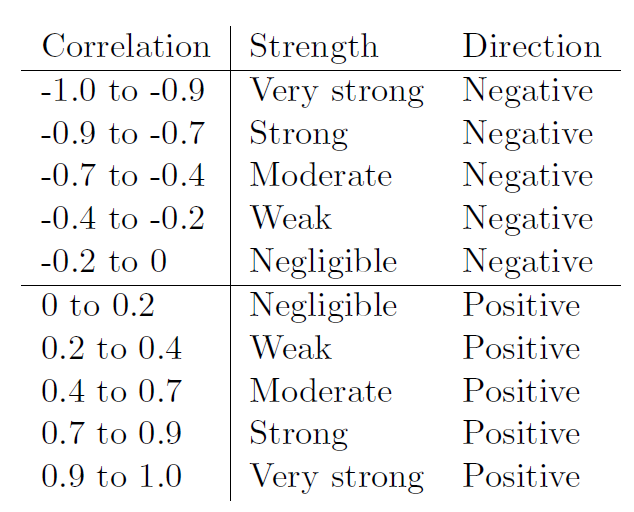 Correlation Strength Direction
-1.0 to -0.9 Very strong Negative
-0.9 to -0.7 Strong Negative
-0.7 to -0.4 Moderate Negative
-0.4 to -0.2 Weak Negative
-0.2 to 0 Negligible Negative
0 to 0.2 Negligible Positive
0.2 to 0.4 Weak Positive
0.4 to 0.7 Moderate Positive
0.7 to 0.9 Strong Positive
0.9 to 1.0 Very strong Positive